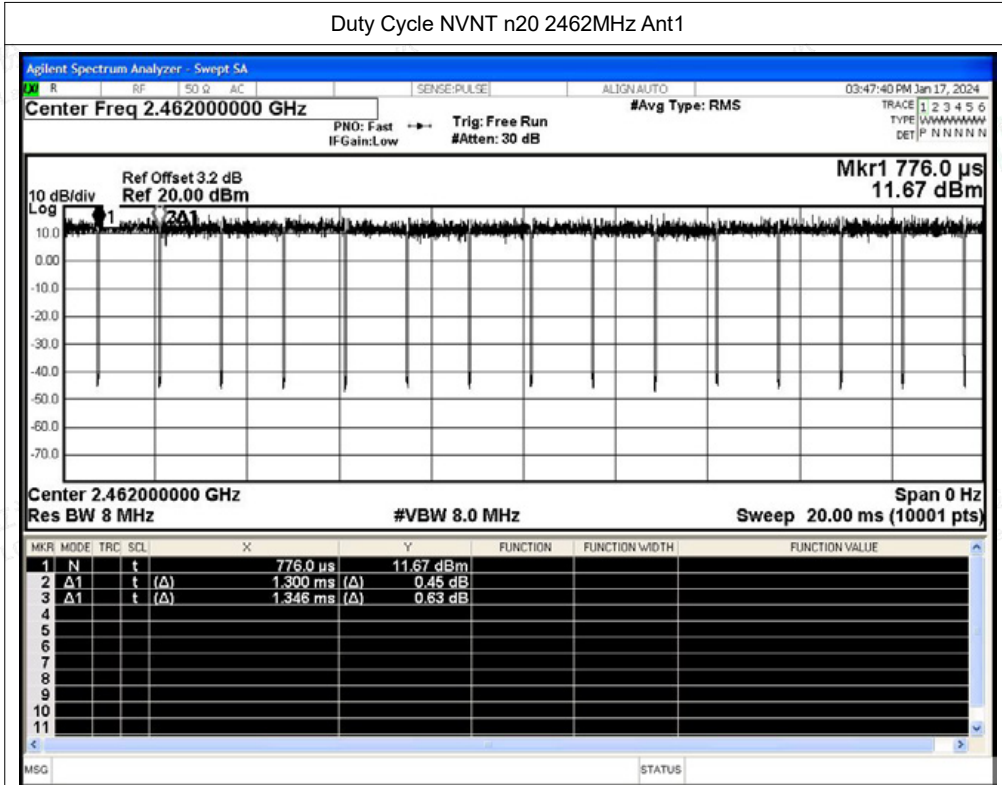 Duty Cycle NVNT n20 2462MHz Ant1
Agilent Spectrum Analyzer - Swept SA
R RF 50 Ω AC SENSE:PULSE ALIGN AUTO 03:47:40 PM Jan 17, 2024
Center Freq 2.462000000 GHz #Avg Type: RMS TRACE 1 2 3 4 5 6
PNO: Fast Trig: Free Run TYPE WWWWWW
IFGain:Low #Atten: 30 dB DET P N N N N N
Mkr1 776.0 µs
Ref Offset 3.2 dB
10 dB/div Ref 20.00 dBm 11.67 dBm
Log
1 3Δ1
10.0
0.00
-10.0
-20.0
-30.0
-40.0
-50.0
-60.0
-70.0
Center 2.462000000 GHz Span 0 Hz
Res BW 8 MHz #VBW 8.0 MHz Sweep 20.00 ms (10001 pts)
MKR MODE TRC SCL X Y FUNCTION FUNCTION WIDTH FUNCTION VALUE
1 N t 776.0 µs 11.67 dBm
2 Δ1 t (Δ) 1.300 ms (Δ) 0.45 dB
3 Δ1 t (Δ) 1.346 ms (Δ) 0.63 dB
4
5
6
7
8
9
10
11
MSG STATUS